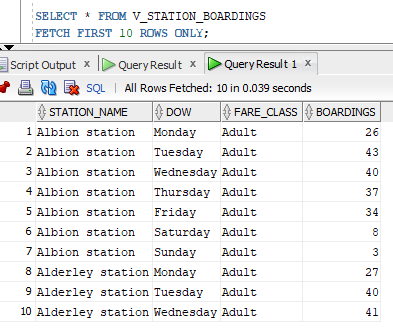 SELECT * FROM V_STATION_BOARDINGS
FETCH FIRST 10 ROWS ONLY;
Script Output x Query Result x Query Result 1 x
SQL | All Rows Fetched: 10 in 0.039 seconds
STATION_NAME DOW FARE_CLASS BOARDINGS
1 Albion station Monday Adult 26
2 Albion station Tuesday Adult 43
3 Albion station Wednesday Adult 40
4 Albion station Thursday Adult 37
5 Albion station Friday Adult 34
6 Albion station Saturday Adult 8
7 Albion station Sunday Adult 3
8 Alderley station Monday Adult 27
9 Alderley station Tuesday Adult 40
10 Alderley station Wednesday Adult 41